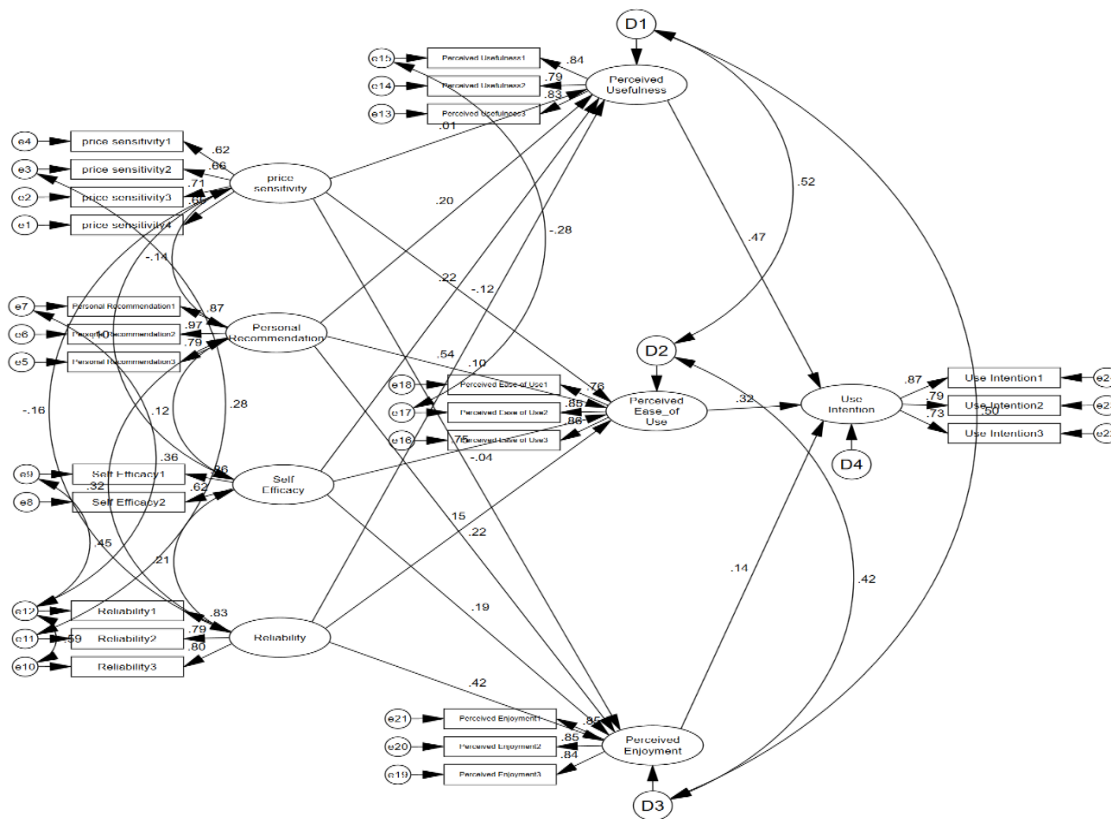 D1
e15
Perceived Usefulness1
.84
e14
Perceived Usefulness2
.79
Perceived
Usefulness
e13
Perceived Usefulness3
.83
.01
e4
price sensitivity1
.62
e3
price sensitivity2
.66
price
sensitivity
.52
e2
price sensitivity3
.71
e1
price sensitivity4
.20
-.28
.47
-.14
.22
-.12
e7
Personal Recommendation1
.87
e6
Personal Recommendation2
.97
Personal
Recommendation
e5
Personal Recommendation3
.79
.54
.10
D2
e18
Perceived Ease of Use1
.76
e17
Perceived Ease of Use2
.85
Perceived
Ease_of
Use
.32
e16
Perceived Ease of Use3
.86
Use
Intention
.87
Use Intention1
.79
Use Intention2
.50
.73
Use Intention3
D4
-.16
.12
.28
.75
-.04
.36
e9
Self Efficacy1
Self
Efficacy
.32
.62
e8
Self Efficacy2
.15
.22
.45
.21
.14
.42
e12
Reliability1
.83
.19
e11
Reliability2
.79
Reliability
.59
e10
Reliability3
.80
.42
e21
Perceived Enjoyment1
e20
Perceived Enjoyment2
.85
Perceived
Enjoyment
e19
Perceived Enjoyment3
.84
D3